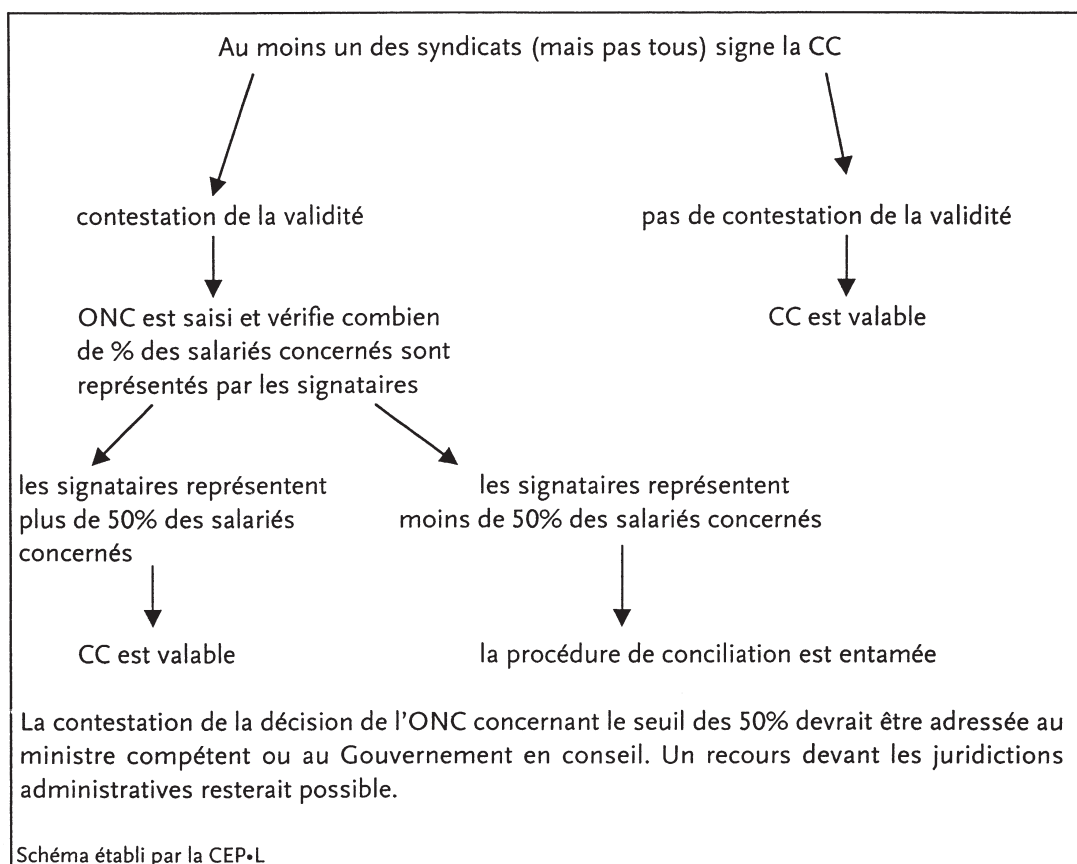 Au moins un des syndicats (mais pas tous) signe la CC
contestation de la validité
pas de contestation de la validité
ONC est saisi et vérifie combien
de % des salariés concernés sont
représentés par les signataires
CC est valable
les signataires représentent
plus de 50% des salariés
concernés
les signataires représentent
moins de 50% des salariés concernés
CC est valable
la procédure de conciliation est entamée
La contestation de la décision de l'ONC concernant le seuil des 50% devrait être adressée au
ministre compétent ou au Gouvernement en conseil. Un recours devant les juridictions
administratives resterait possible.
Schéma établi par la CEP•L